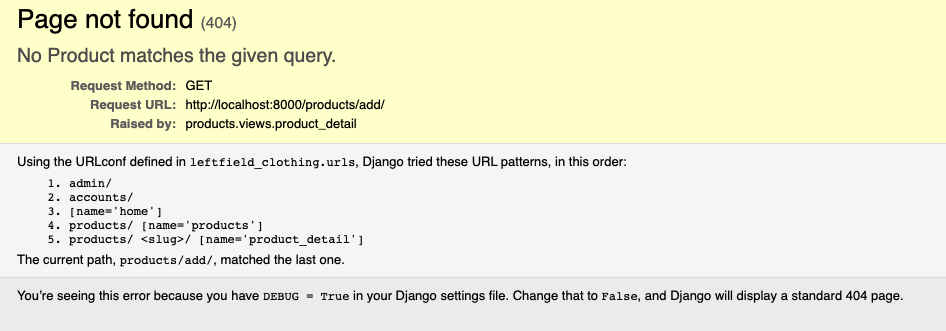 Page not found (404)
No Product matches the given query.
Request Method: GET
Request URL: http://localhost:8000/products/add/
Raised by: products.views.product_detail
Using the URLconf defined in leftfield_clothing.urls, Django tried these URL patterns, in this order:
1. admin/
2. accounts/
3. [name='home']
4. products/ [name='products']
5. products/ <slug>/ [name='product_detail']
The current path, products/add/, matched the last one.
You're seeing this error because you have DEBUG = True in your Django settings file. Change that to False, and Django will display a standard 404 page.